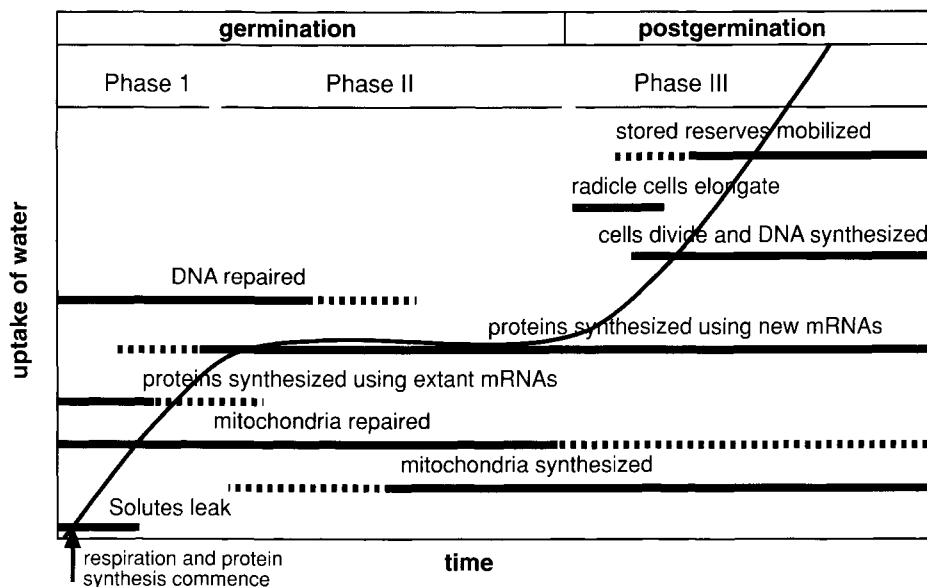 germination postgermination
Phase 1 Phase II Phase III
stored reserves mobilized
radicle cells elongate
cells divide and DNA synthesized
DNA repaired
proteins synthesized using new mRNAs
proteins synthesized using extant mRNAs
mitochondria repaired
mitochondria synthesized
Solutes leak
uptake of water
time
respiration and protein
synthesis commence